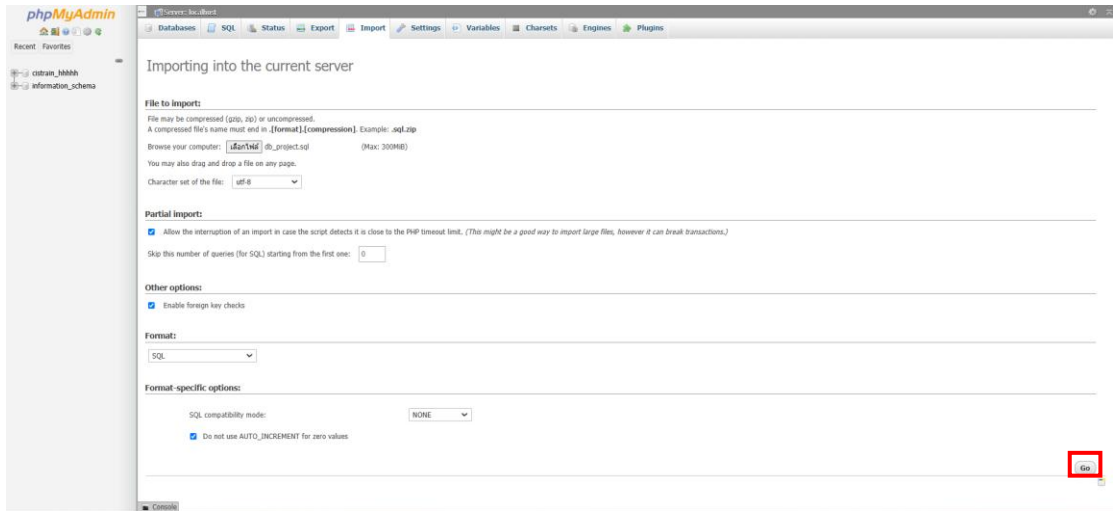 phpMyAdmin
Recent Favorites
cistrain_hhhhh
information_schema
Server: localhost
Databases SQL Status Export Import Settings Variables Charsets Engines Plugins
Importing into the current server
File to import:
File may be compressed (gzip, zip) or uncompressed.
A compressed file's name must end in .[format].[compression]. Example: .sql.zip
Browse your computer: เลือกไฟล์ db_project.sql (Max: 300MiB)
You may also drag and drop a file on any page.
Character set of the file: utf-8
Partial import:
Allow the interruption of an import in case the script detects it is close to the PHP timeout limit. (This might be a good way to import large files, however it can break transactions.)
Skip this number of queries (for SQL) starting from the first one: 0
Other options:
Enable foreign key checks
Format:
SQL
Format-specific options:
SQL compatibility mode: NONE
Do not use AUTO_INCREMENT for zero values
Go
Console